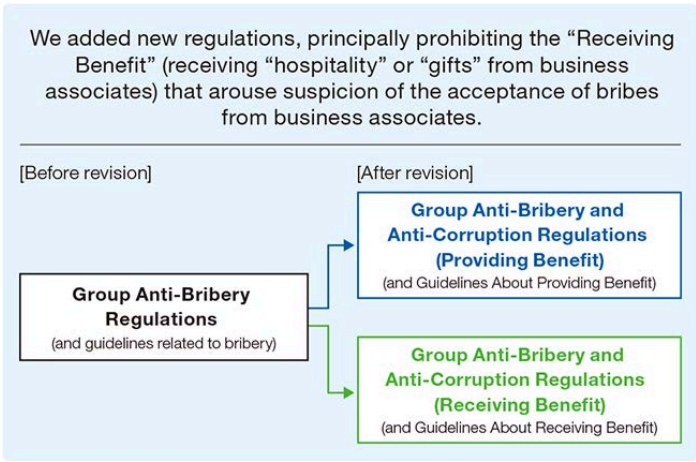 We added new regulations, principally prohibiting the “Receiving
Benefit” (receiving “hospitality” or “gifts” from business
associates) that arouse suspicion of the acceptance of bribes
from business associates.
[Before revision]
[After revision]
Group Anti-Bribery
Regulations
(and guidelines related to bribery)
Group Anti-Bribery and
Anti-Corruption Regulations
(Providing Benefit)
(and Guidelines About Providing Benefit)
Group Anti-Bribery and
Anti-Corruption Regulations
(Receiving Benefit)
(and Guidelines About Receiving Benefit)